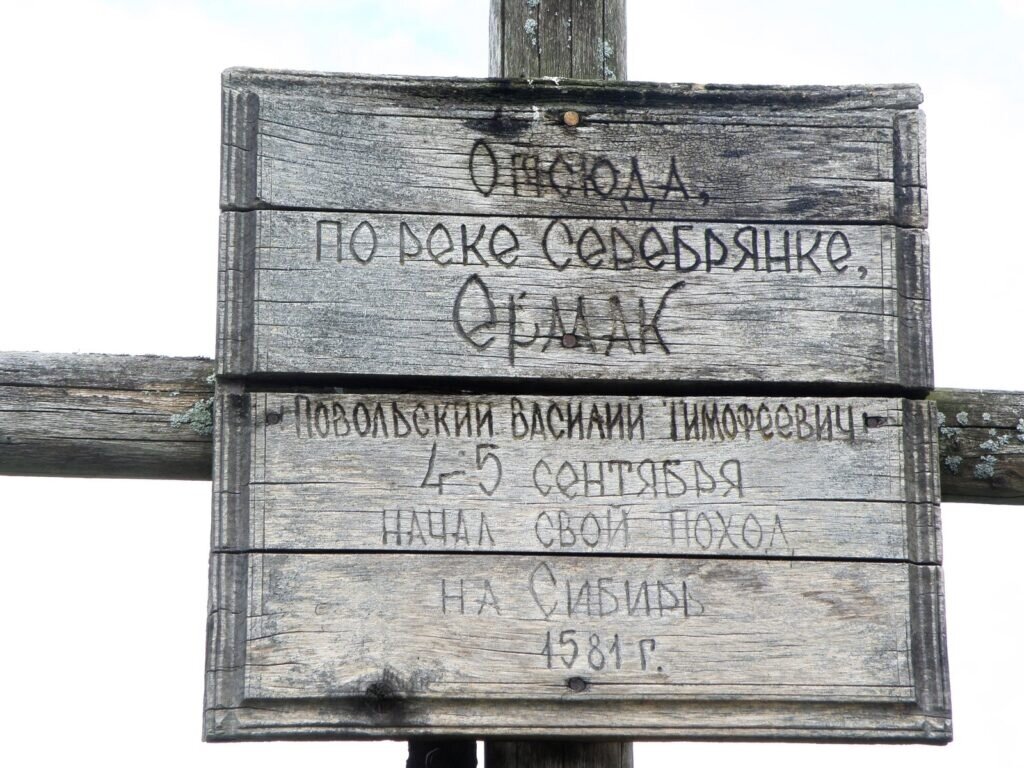 Отсюда,
по реке Серебрянке,
Ермак
Повольский Василий Тимофеевич
4-5 сентября
начал свой поход
на Сибирь
1581 г.